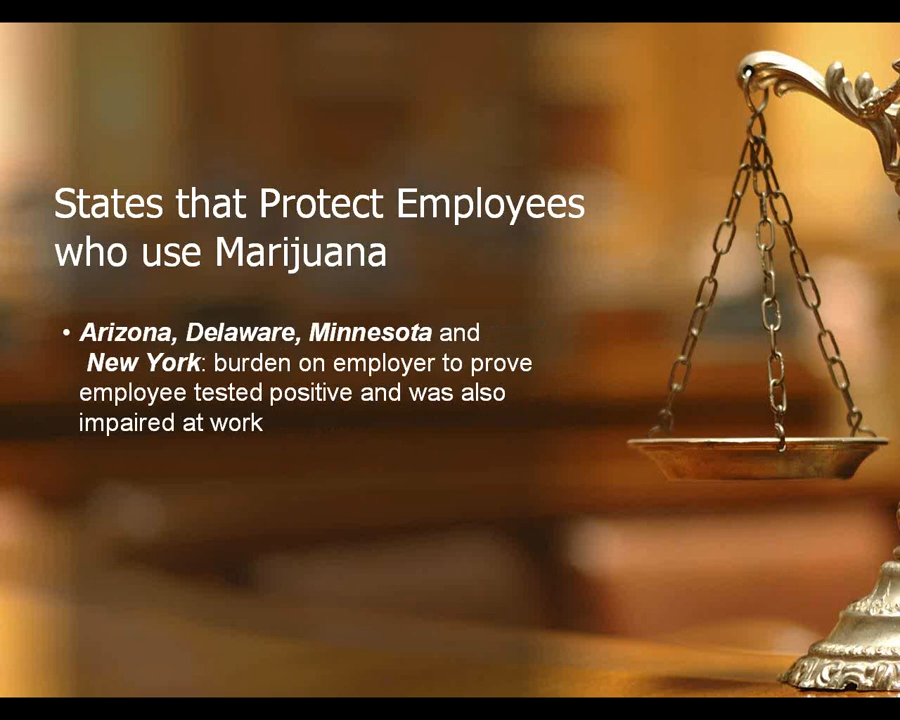 States that Protect Employees
who use Marijuana
• Arizona, Delaware, Minnesota and
New York: burden on employer to prove
employee tested positive and was also
impaired at work